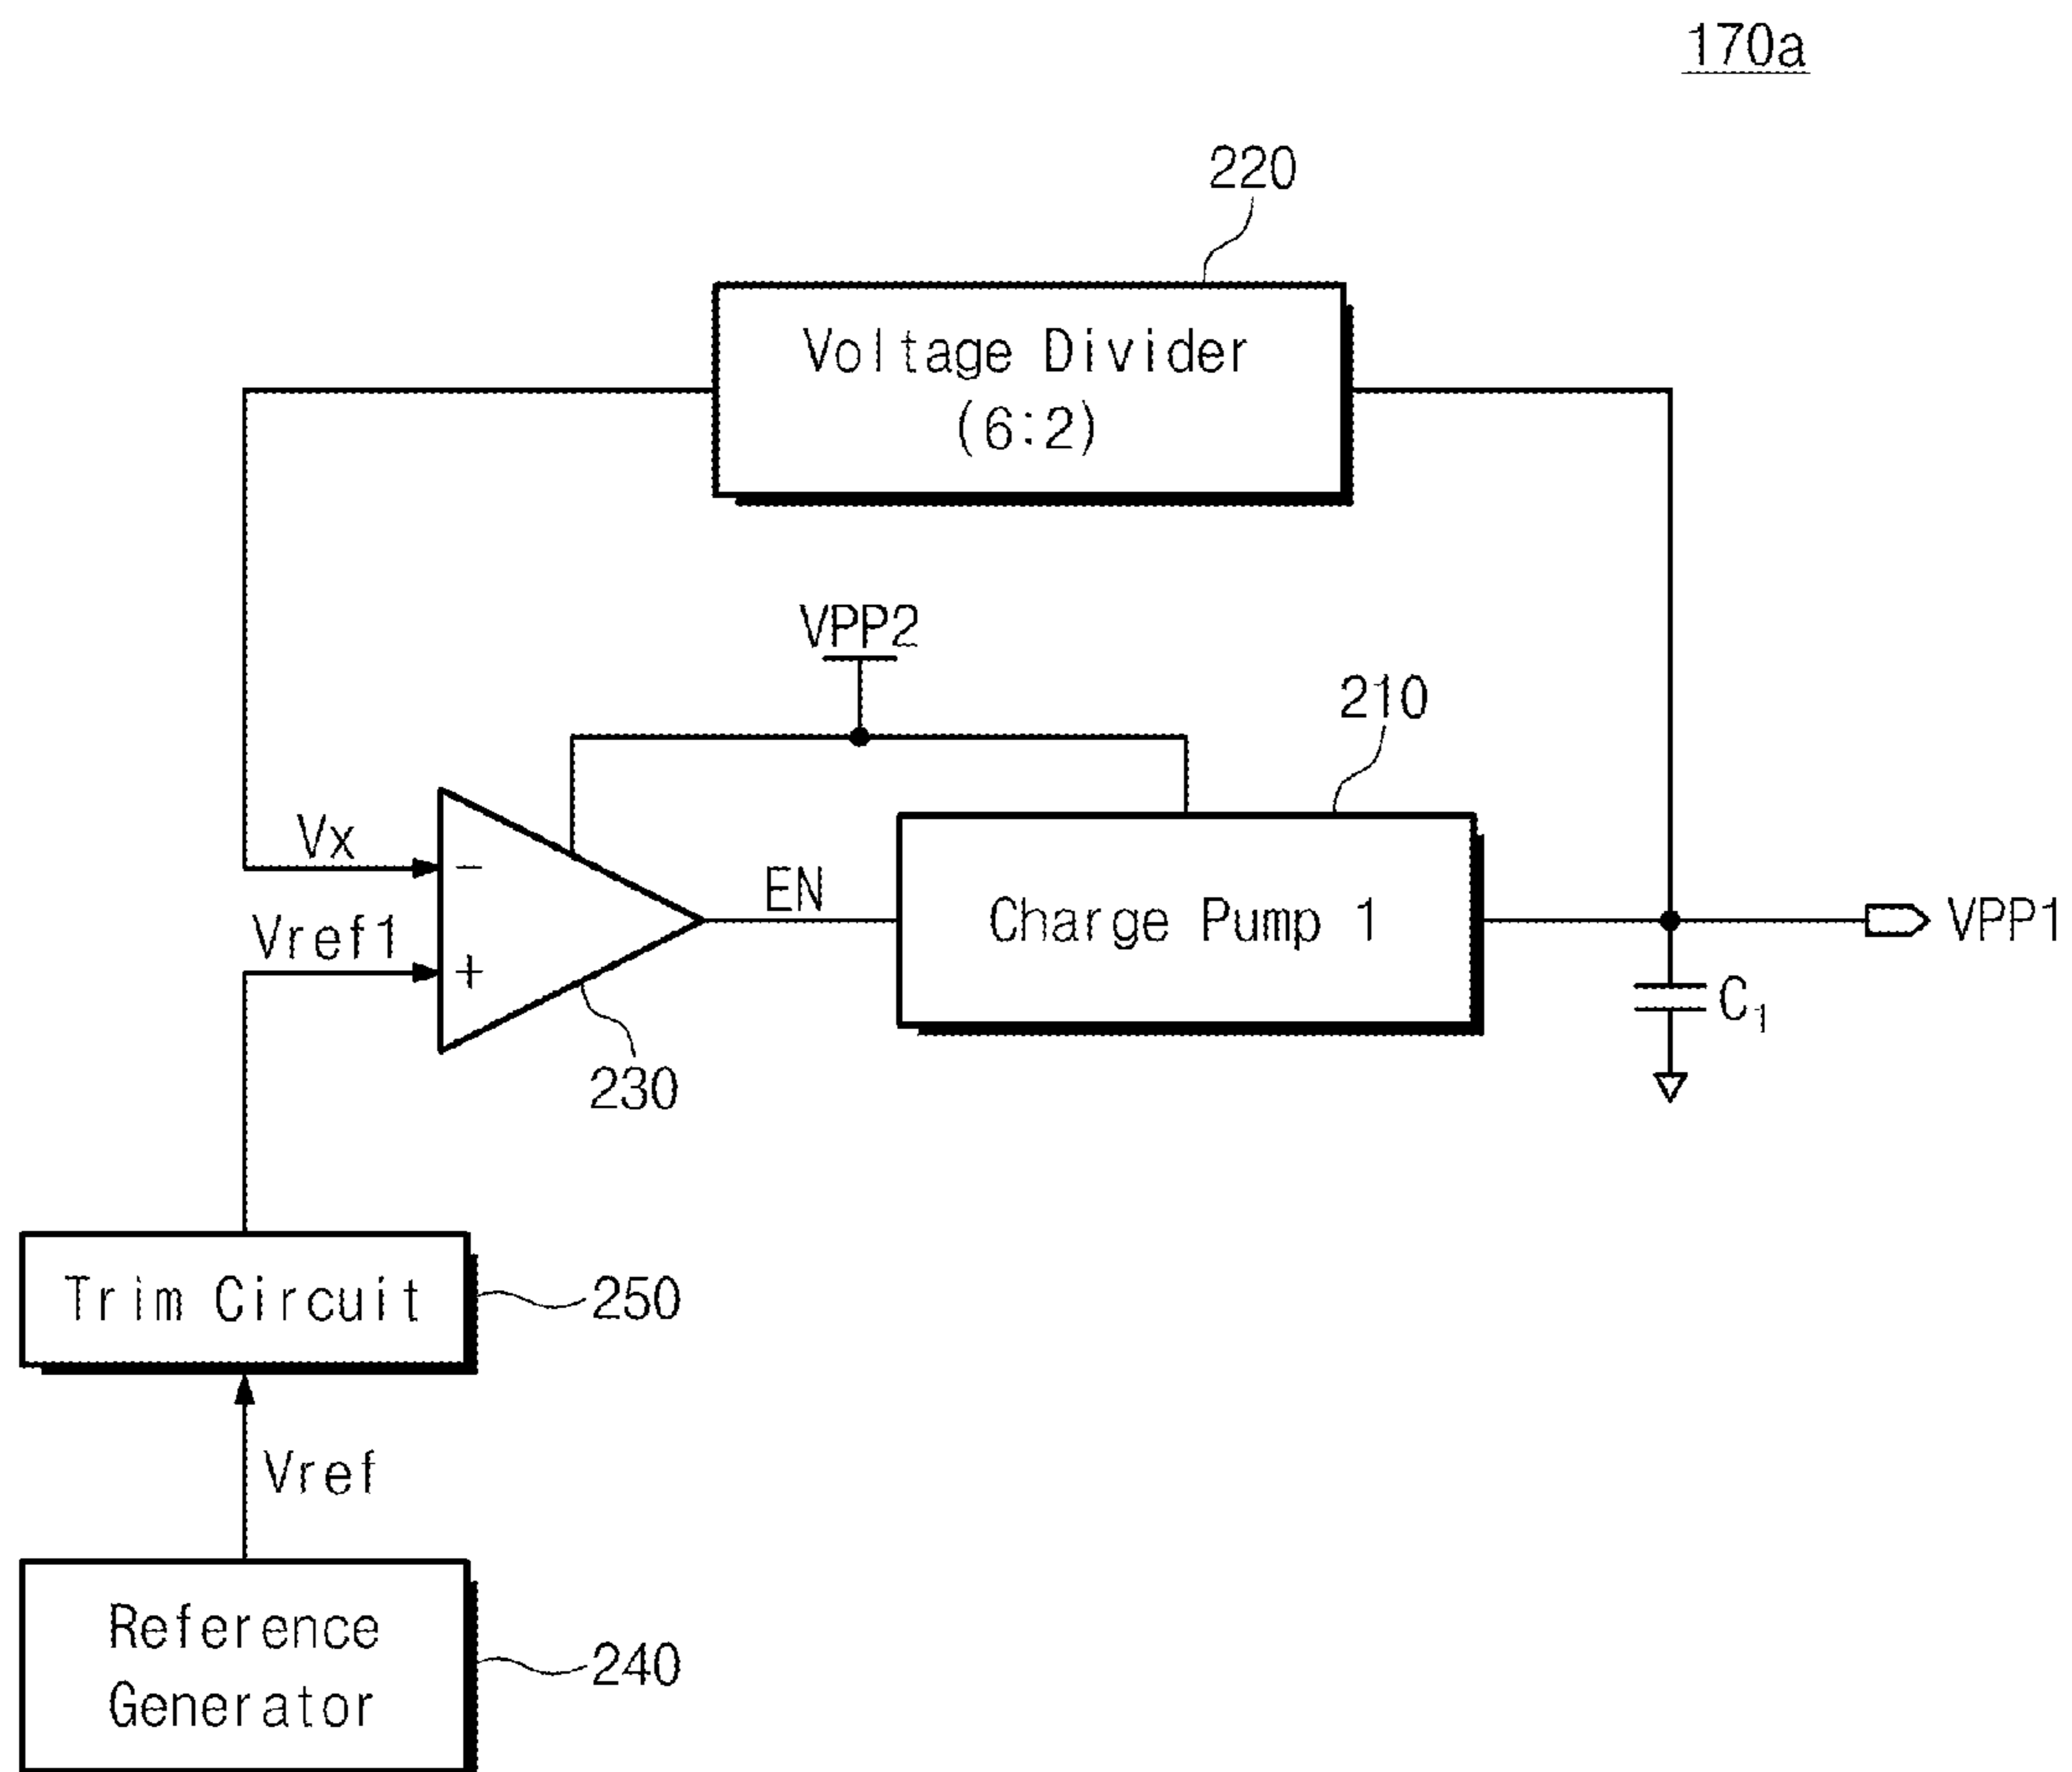 170a
220
Voltage Divider
(6:2)
VPP2
210
Vx
-
EN
Vref1
+
Charge Pump 1
VPP1
C₁
230
Trim Circuit
250
Vref
Reference
Generator
240